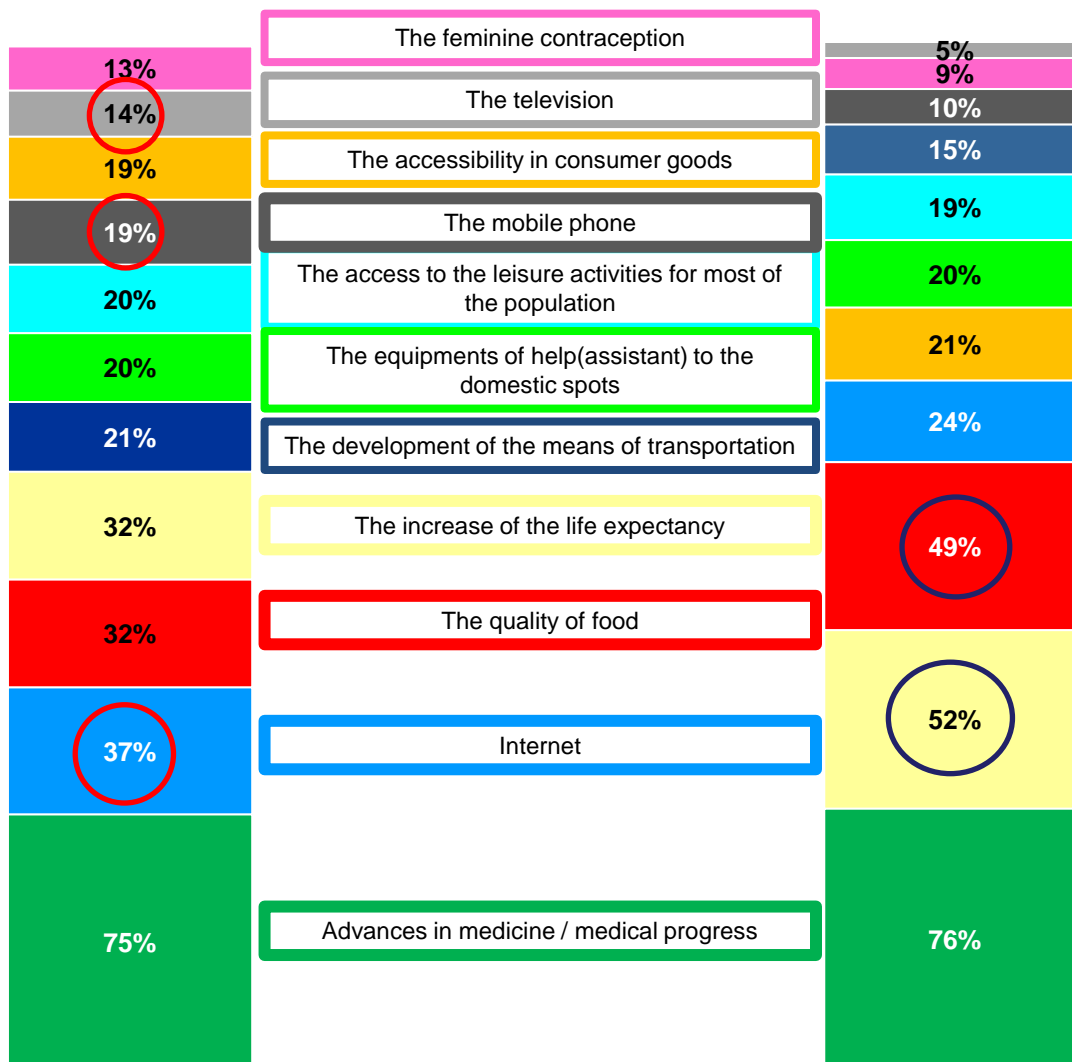 13%
14%
19%
19%
20%
20%
21%
32%
32%
37%
75%
The feminine contraception
The television
The accessibility in consumer goods
The mobile phone
The access to the leisure activities for most of
the population
The equipments of help(assistant) to the
domestic spots
The development of the means of transportation
The increase of the life expectancy
The quality of food
Internet
Advances in medicine / medical progress
5%
9%
10%
15%
19%
20%
21%
24%
49%
52%
76%